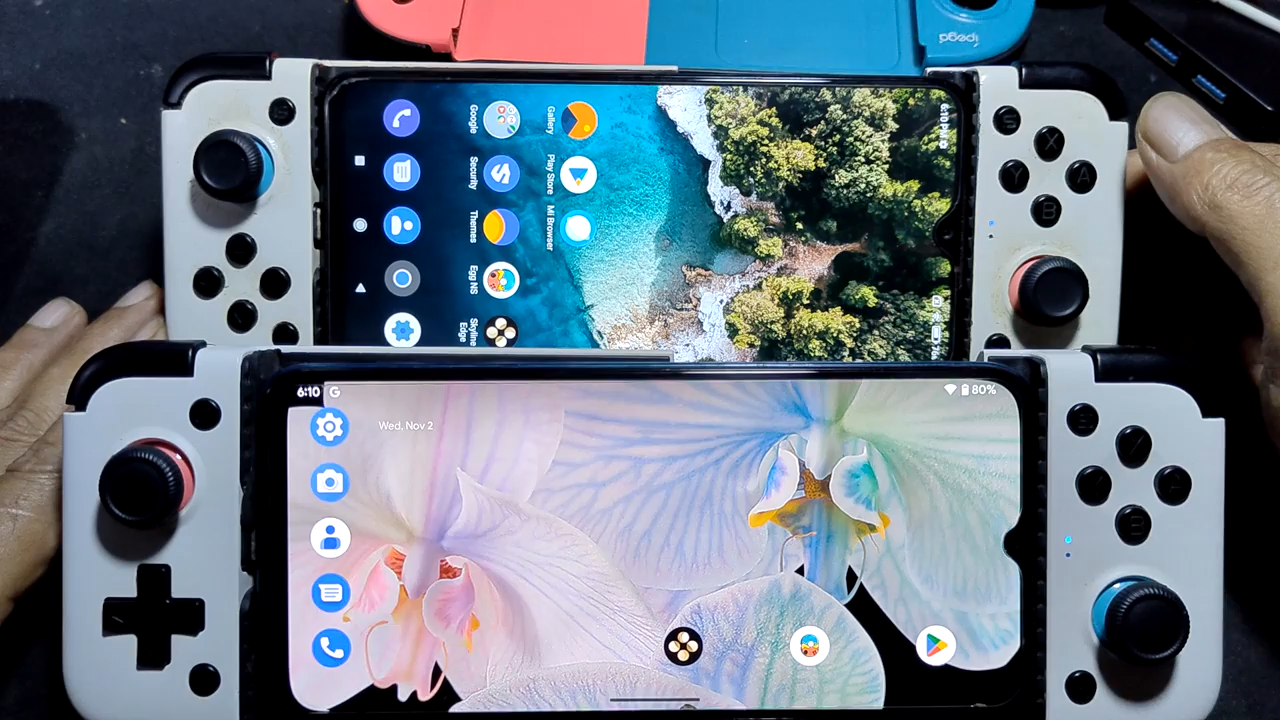 ipega
6:10 PM
Gallery
Play Store
Mi Browser
Google
Security
Themes
Egg NS
Skyline
Edge
S
X
Y
A
B
6:10 G
80%
Wed, Nov 2